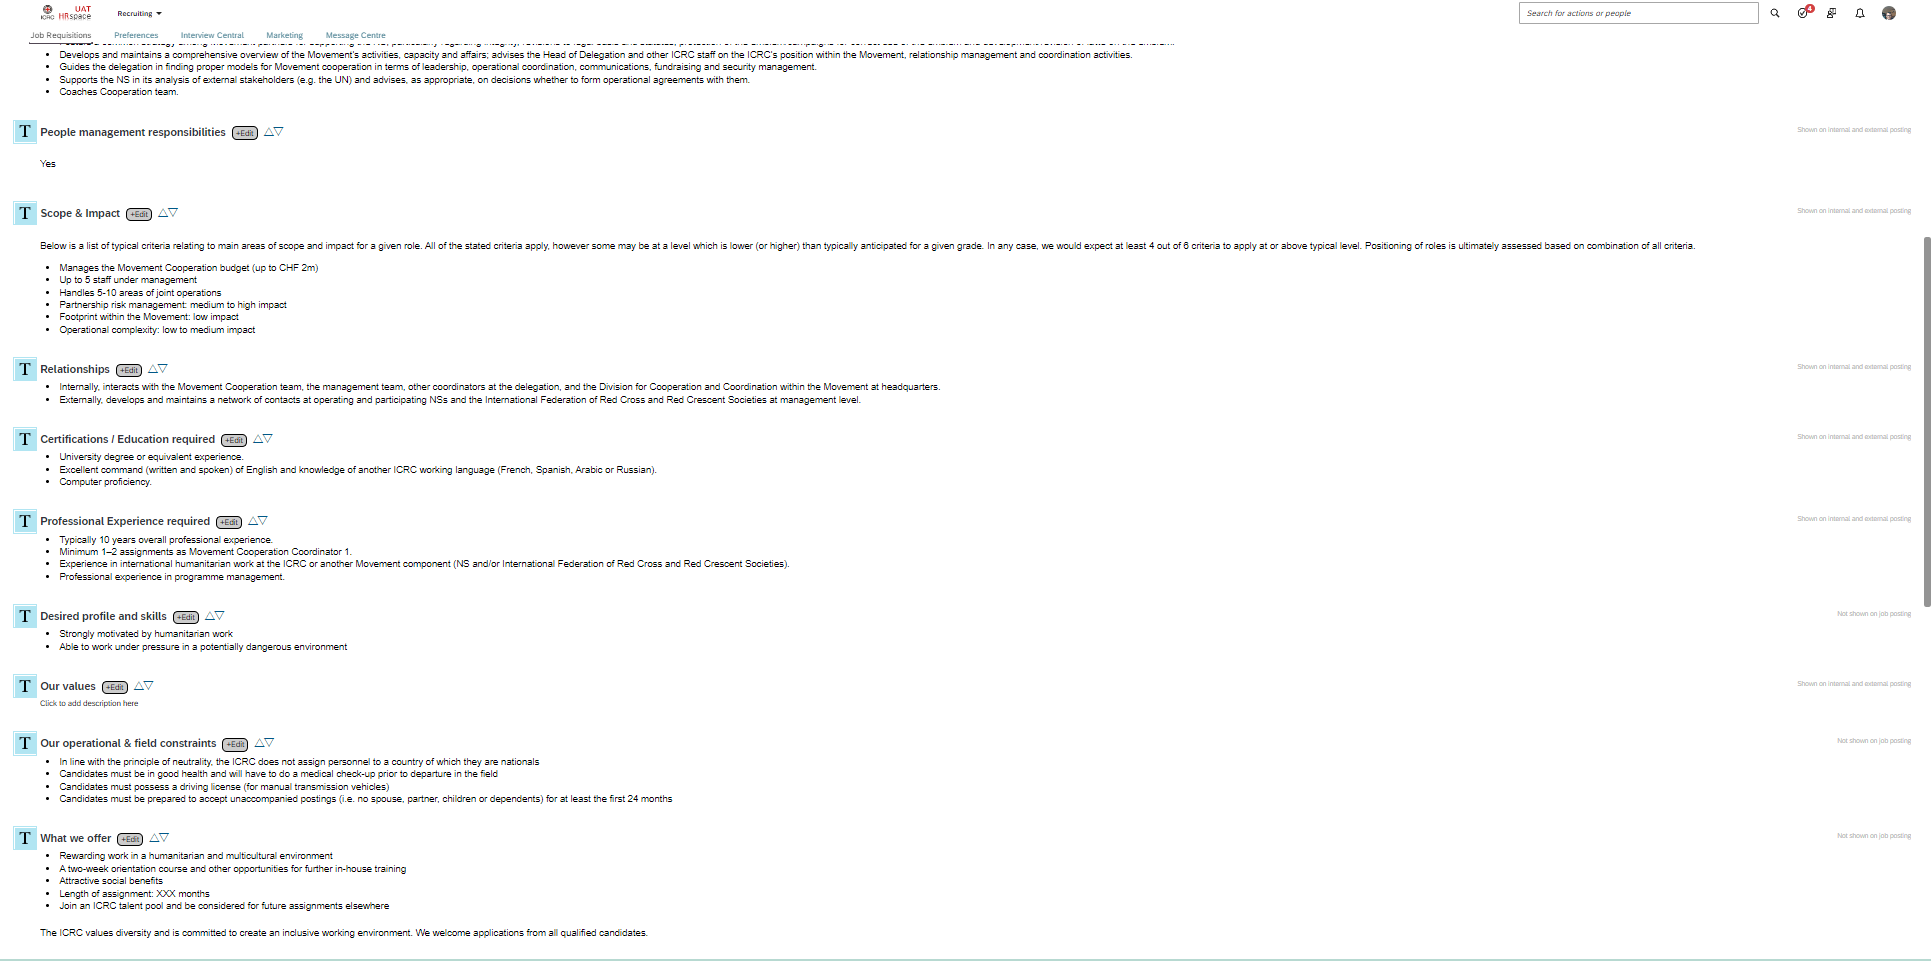 ICRC
UAT
HRspace
Recruiting
Search for actions or people
4
Job Requisitions
Preferences
Interview Central
Marketing
Message Centre
Develops and maintains a comprehensive overview of the Movement's activities, capacity and affairs; advises the Head of Delegation and other ICRC staff on the ICRC's position within the Movement, relationship management and coordination activities.
Guides the delegation in finding proper models for Movement cooperation in terms of leadership, operational coordination, communications, fundraising and security management.
Supports the NS in its analysis of external stakeholders (e.g. the UN) and advises, as appropriate, on decisions whether to form operational agreements with them.
Coaches Cooperation team.
T People management responsibilities +Edit
Shown on internal and external posting
Yes
T Scope & Impact +Edit
Shown on internal and external posting
Below is a list of typical criteria relating to main areas of scope and impact for a given role. All of the stated criteria apply, however some may be at a level which is lower (or higher) than typically anticipated for a given grade. In any case, we would expect at least 4 out of 6 criteria to apply at or above typical level. Positioning of roles is ultimately assessed based on combination of all criteria.
Manages the Movement Cooperation budget (up to CHF 2m)
Up to 5 staff under management
Handles 5-10 areas of joint operations
Partnership risk management: medium to high impact
Footprint within the Movement: low impact
Operational complexity: low to medium impact
T Relationships +Edit
Shown on internal and external posting
Internally, interacts with the Movement Cooperation team, the management team, other coordinators at the delegation, and the Division for Cooperation and Coordination within the Movement at headquarters.
Externally, develops and maintains a network of contacts at operating and participating NSs and the International Federation of Red Cross and Red Crescent Societies at management level.
T Certifications / Education required +Edit
Shown on internal and external posting
University degree or equivalent experience.
Excellent command (written and spoken) of English and knowledge of another ICRC working language (French, Spanish, Arabic or Russian).
Computer proficiency.
T Professional Experience required +Edit
Shown on internal and external posting
Typically 10 years overall professional experience.
Minimum 1–2 assignments as Movement Cooperation Coordinator 1.
Experience in international humanitarian work at the ICRC or another Movement component (NS and/or International Federation of Red Cross and Red Crescent Societies).
Professional experience in programme management.
T Desired profile and skills +Edit
Not shown on job posting
Strongly motivated by humanitarian work
Able to work under pressure in a potentially dangerous environment
T Our values +Edit
Shown on internal and external posting
Click to add description here
T Our operational & field constraints +Edit
Not shown on job posting
In line with the principle of neutrality, the ICRC does not assign personnel to a country of which they are nationals
Candidates must be in good health and will have to do a medical check-up prior to departure in the field
Candidates must possess a driving license (for manual transmission vehicles)
Candidates must be prepared to accept unaccompanied postings (i.e. no spouse, partner, children or dependents) for at least the first 24 months
T What we offer +Edit
Not shown on job posting
Rewarding work in a humanitarian and multicultural environment
A two-week orientation course and other opportunities for further in-house training
Attractive social benefits
Length of assignment: XXX months
Join an ICRC talent pool and be considered for future assignments elsewhere
The ICRC values diversity and is committed to create an inclusive working environment. We welcome applications from all qualified candidates.